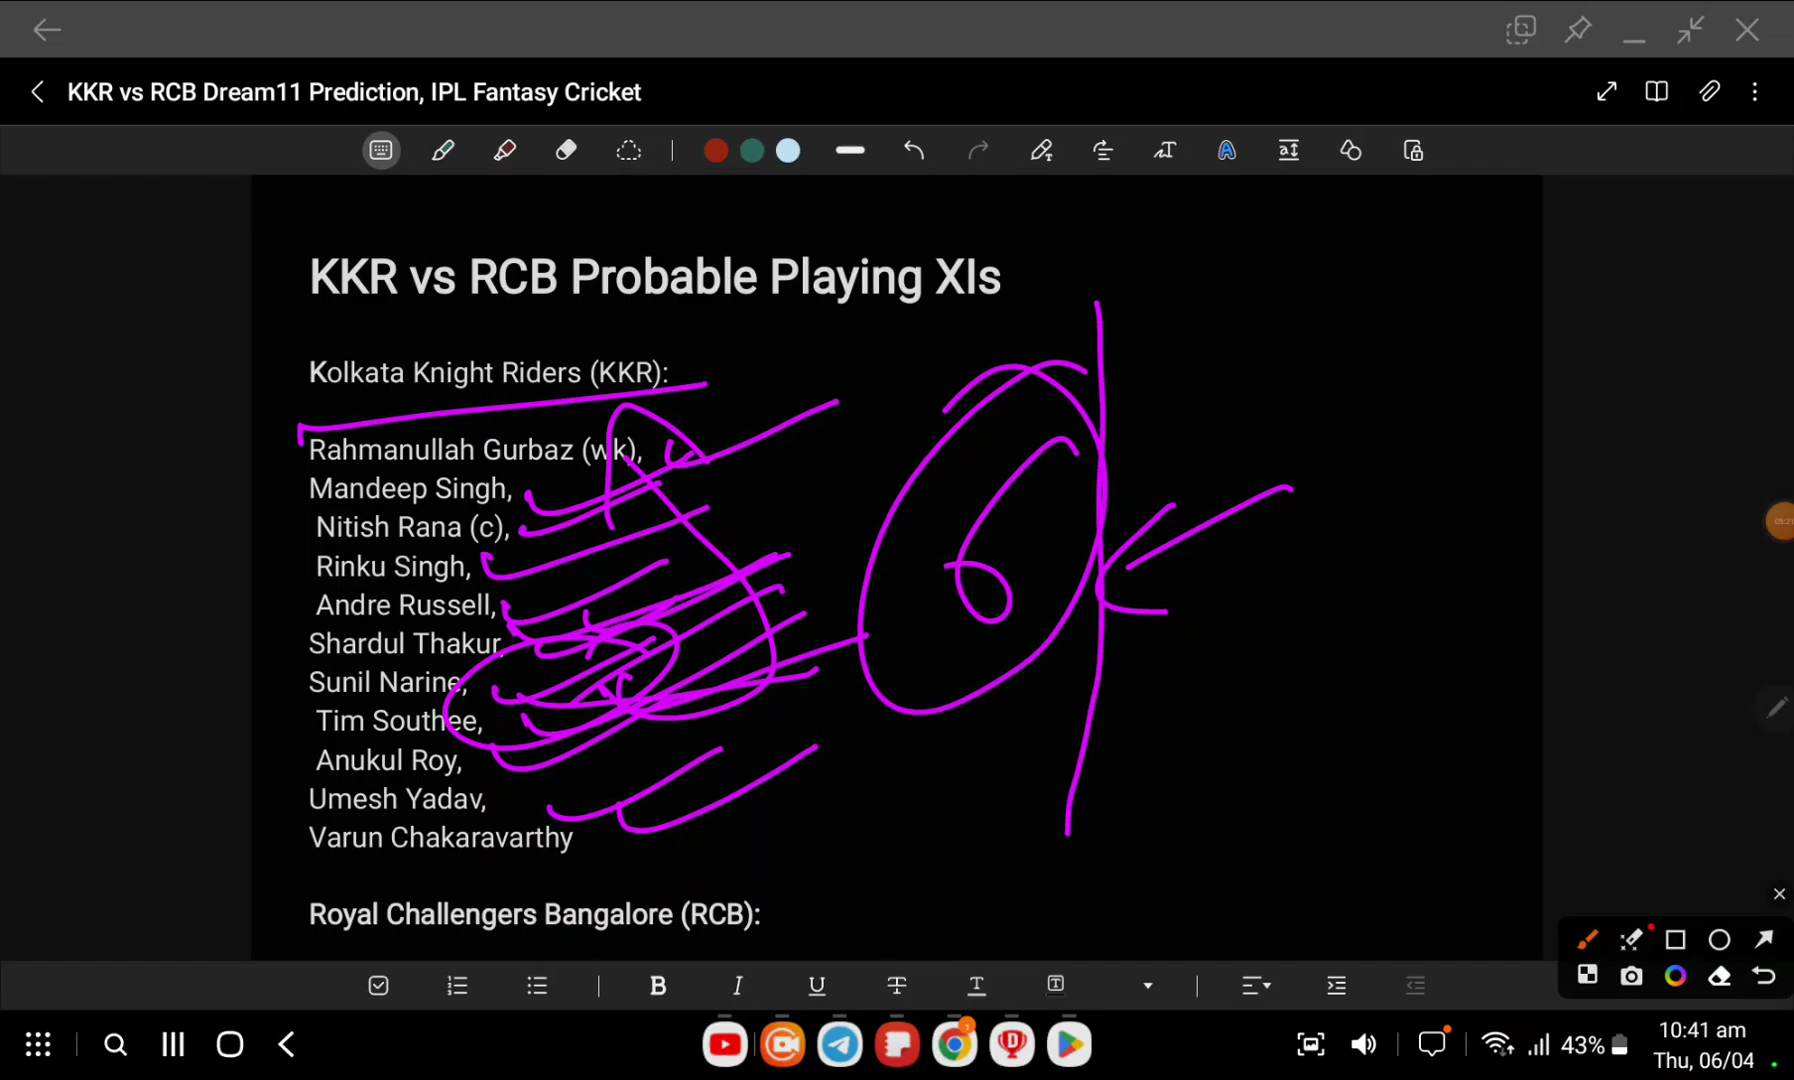 KKR vs RCB Dream11 Prediction, IPL Fantasy Cricket
KKR vs RCB Probable Playing XIs
Kolkata Knight Riders (KKR):
Rahmanullah Gurbaz (wk),
Mandeep Singh,
Nitish Rana (c),
Rinku Singh,
Andre Russell,
Shardul Thakur,
Sunil Narine,
Tim Southee,
Anukul Roy,
Umesh Yadav,
Varun Chakaravarthy
6
Royal Challengers Bangalore (RCB):
B I U T T T
43%
10:41 am
Thu, 06/04